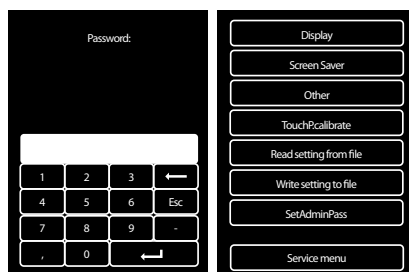 Password:
1 2 3 ←
4 5 6 Esc
7 8 9 -
, 0 ↵
Display
Screen Saver
Other
TouchP.calibrate
Read setting from file
Write setting to file
SetAdminPass
Service menu